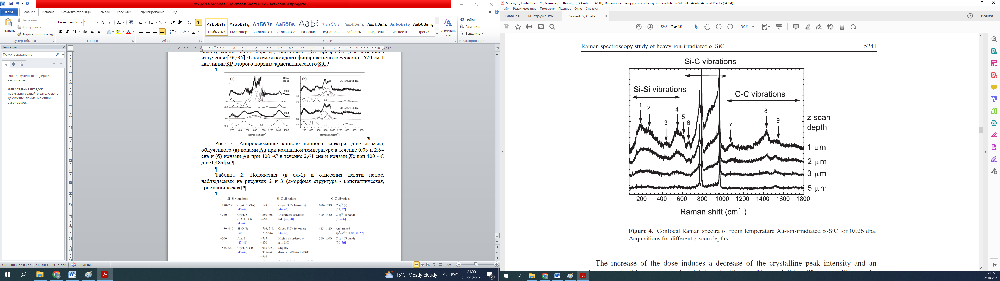 RPS доп материал - Microsoft Word (Сбой активации продукта)
Файл Главная Вставка Разметка страницы Ссылки Рассылки Рецензирование Вид
Вставить
Вырезать
Копировать
Формат по образцу
Буфер обмена
Times New Ro 14
Шрифт
Абзац
АаБбВвГг, АаБбВвГг, АаБбВв АаБбВв АаБб АаБбВвГ АаБбВвГг, АаБбВвГг, АаБбВвГг АаБбВвГг,
¶ Обычный ¶ Без интер... Заголовок 1 Заголовок 2 Название Подзаголо... Слабое вы... Выделение Сильное в... Строгий
Стили
Изменить стили
Найти
Заменить
Выделить
Редактирование
Навигация
Поиск в документе
Этот документ не содержит
заголовков.
Для создания вкладок
навигации создайте заголовки в
документе, применив стили
заголовков.
необлученной части образца, поскольку SiC прозрачен для лазерного
излучения [26, 35]. Также можно идентифицировать полосу около 1520 см-1
как линии КР второго порядка кристаллического SiC.¶
¶
(a) Dose
(dpa)
0,03
Si-C
Si-O
Si-Si C-C
2.64
Si-C
Si-Si C-C
200 400 600 800 1000 1200 1400 1600
Raman shift (cm-1)
(b) Au ions, 2.64 dpa
Si-C
Si-O C-C
Si-Si
Xe ions, 1,48 dpa
Si-C
Si-O
Si-Si C-C
200 400 600 800 1000 1200 1400 1600 1800
Raman shift (cm-1)
¶
Рис. 3. Аппроксимация кривой полного спектра для образца,
облученного (а) ионами Au при комнатной температуре в течение 0,03 и 2,64
сна и (б) ионами Au при 400 ◦C в течение 2,64 сна и ионами Хе при 400 ◦ С
для 1,48 dpa.¶
¶
Таблица 2. Положения (в см-1) и отнесения девяти полос,
наблюдаемых на рисунках 2 и 3 (аморфная структура - кристаллическая,
кристаллическая).¶
¶
Si–Si vibrations Si–C vibrations C–C vibrations
180–200 Cryst. Si (TA) 148 Cryst. SiC (1st-order) 1080–1090 C sp3 (?)
[47–49] [44, 46] [51, 52]
~260 Cryst. Si 580–600 Distorted/disordered 1400–1420 C sp2 (D band)
(LA + LO) ~660 SiC [26, 28] [50–56]
[47–49]
430–440 Si–O (?) 766, 789, Cryst. SiC (1st-order) 1415–1420 Am. mixed
[50] 797, 967 [44, 46] sp2/sp3 C [30, 34, 57]
~500 Am. Si ~767 Highly disordered or 1560–1600 C sp2 (G band)
[47–49] ~870 am. SiC [50–56]
535–540 Cryst. Si (TO) 915–920, Slightly
[47–49] 935–940 disordered/distorted SiC
~966
Страница: 57 из 57 Число слов: 15 658 русский 90%
15°C Mostly cloudy РУС 21:55
25.04.2023
2
Sorieul, S., Costantini, J.-M., Gosmain, L., Thomé, L., & Grob, J.-J. (2006). Raman spectroscopy study of heavy-ion-irradiated α-SiC.pdf - Adobe Acrobat Reader (64-bit)
Файл Редактирование Просмотр Подпись Окно Справка
Главная Инструменты Sorieul, S., Costanti... Войти
5242 (8 из 18) 200%
Raman spectroscopy study of heavy-ion-irradiated α-SiC 5241
Si-C vibrations
Si-Si vibrations
C-C vibrations
1 2 3 4 5 6 7 8 9
z-scan
depth
1 μm
2 μm
3 μm
5 μm
200 400 600 800 1000 1200 1400 1600 1800
Raman shift (cm-1)
Figure 4. Confocal Raman spectra of room temperature Au-ion-irradiated α-SiC for 0.026 dpa.
Acquisitions for different z-scan depths.
The increase of the dose induces a decrease of the crystalline peak intensity and an
21:55
25.04.2023